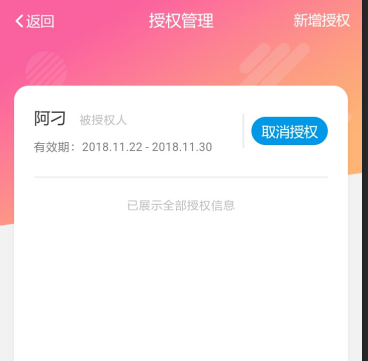 返回 授权管理 新增授权
阿刁 被授权人
取消授权
有效期：2018.11.22 - 2018.11.30
已展示全部授权信息